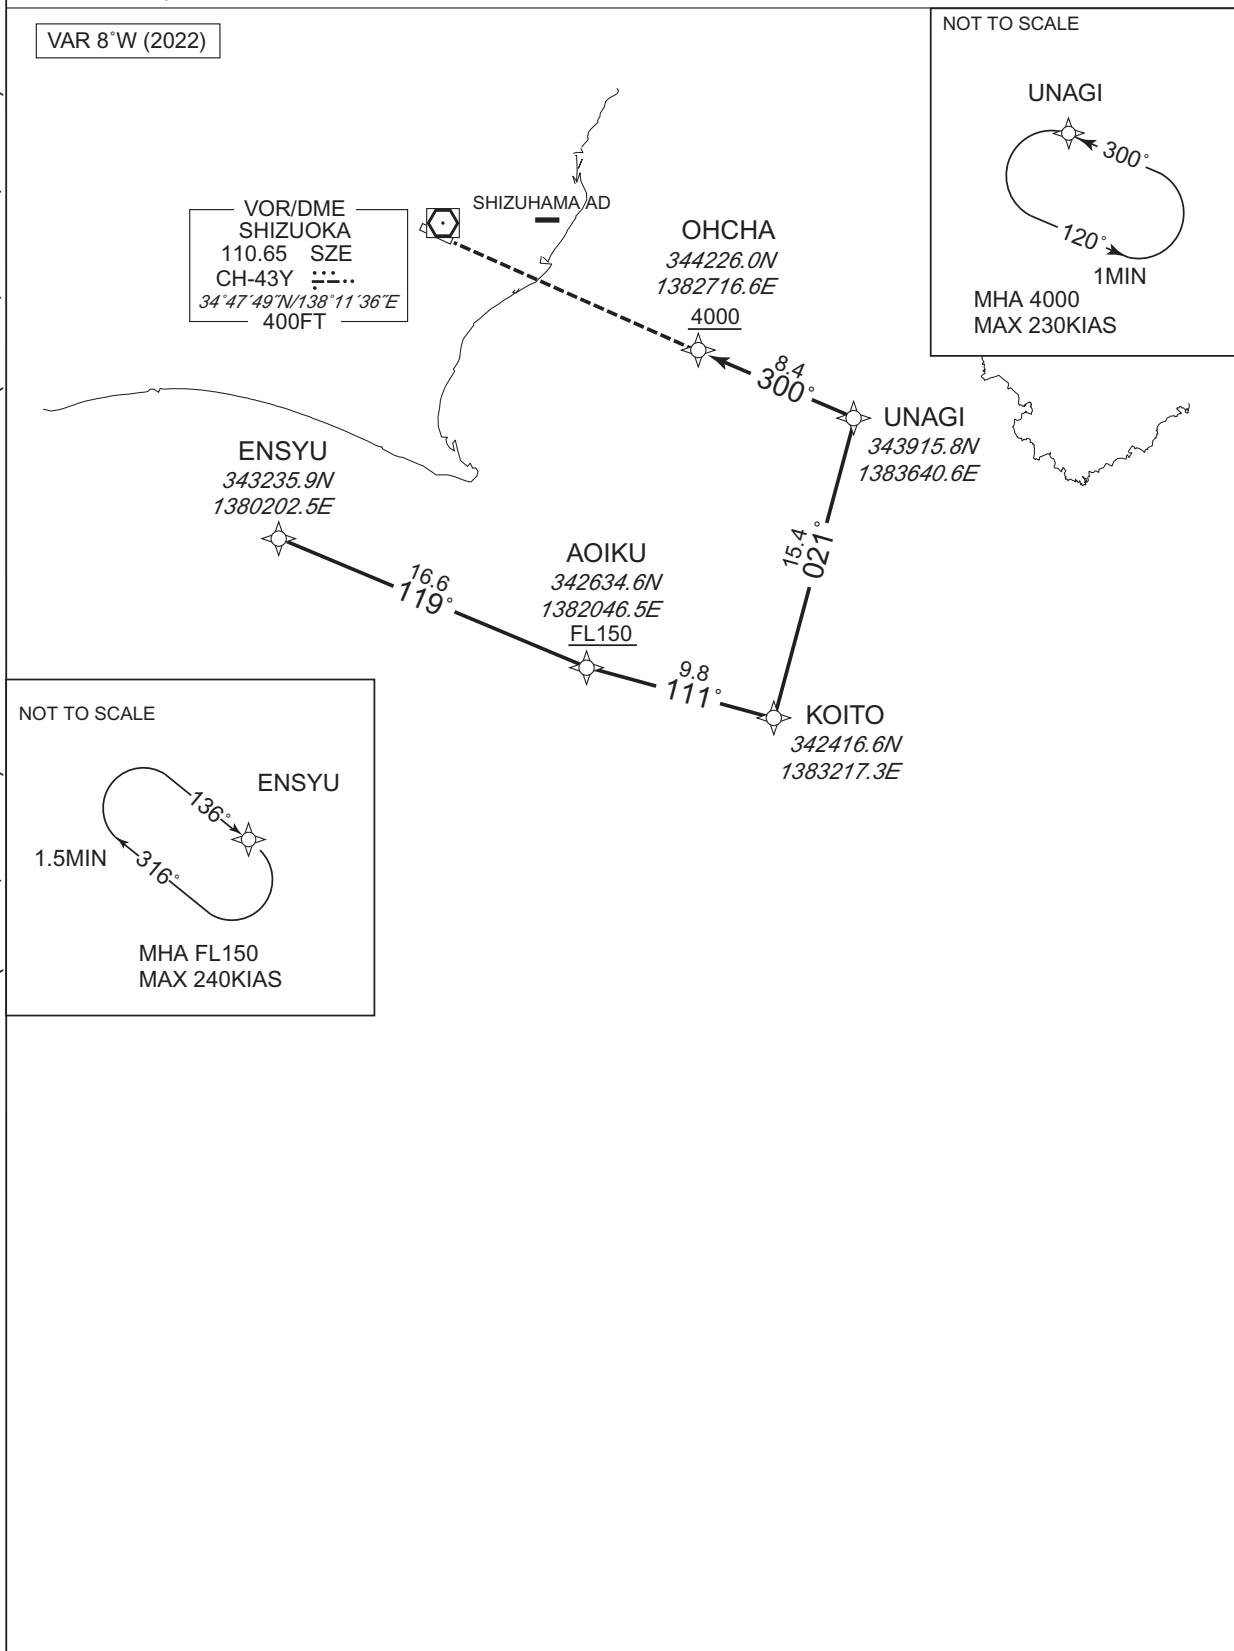 VAR 8°W (2022)
NOT TO SCALE
UNAGI
300°
120°
1MIN
MHA 4000
MAX 230KIAS
VOR/DME
SHIZUOKA
110.65 SZE
CH-43Y
34°47′49″N/138°11′36″E
400FT
SHIZUHAMA AD
OHCHA
344226.0N
1382716.6E
4000
8.4
300°
UNAGI
343915.8N
1383640.6E
ENSYU
343235.9N
1380202.5E
15.4
021°
AOIKU
342634.6N
1382046.5E
FL150
16.6
119°
9.8
111°
KOITO
342416.6N
1383217.3E
NOT TO SCALE
ENSYU
136°
1.5MIN
316°
MHA FL150
MAX 240KIAS